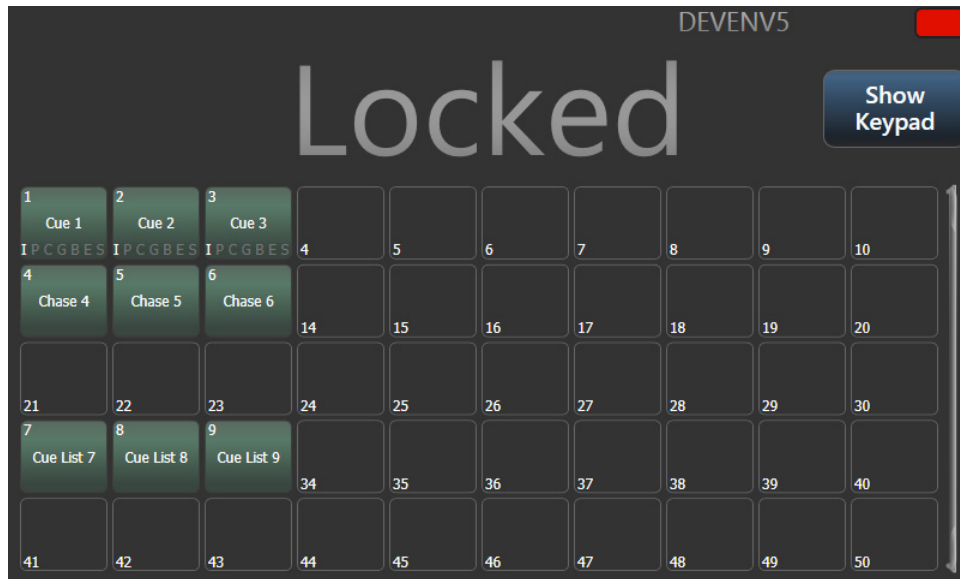 DEVENV5
Locked
Show
Keypad
1 2 3
Cue 1 Cue 2 Cue 3
I P C G B E S I P C G B E S I P C G B E S 4 5 6 7 8 9 10
4 5 6
Chase 4 Chase 5 Chase 6
14 15 16 17 18 19 20
21 22 23 24 25 26 27 28 29 30
7 8 9
Cue List 7 Cue List 8 Cue List 9
34 35 36 37 38 39 40
41 42 43 44 45 46 47 48 49 50